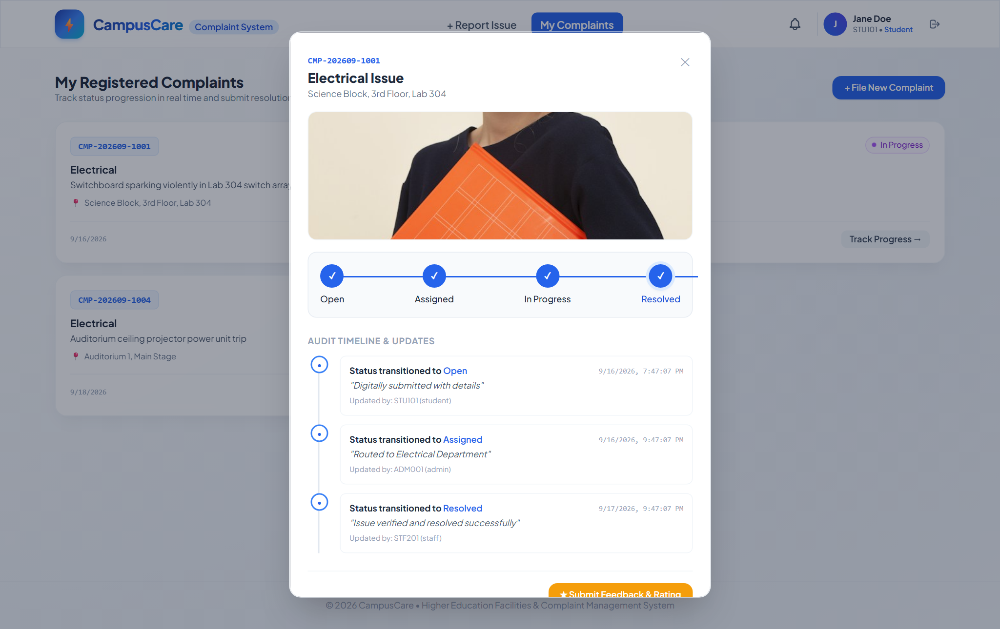 CampusCare Complaint System
+ Report Issue
My Complaints
J
Jane Doe
STU101 • Student
My Registered Complaints
Track status progression in real time and submit resolution
+ File New Complaint
CMP-202609-1001
Electrical
Switchboard sparking violently in Lab 304 switch array
Science Block, 3rd Floor, Lab 304
9/16/2026
CMP-202609-1004
Electrical
Auditorium ceiling projector power unit trip
Auditorium 1, Main Stage
9/18/2026
In Progress
Track Progress →
CMP-202609-1001
Electrical Issue
Science Block, 3rd Floor, Lab 304
Open
Assigned
In Progress
Resolved
AUDIT TIMELINE & UPDATES
Status transitioned to Open 9/16/2026, 7:47:07 PM
"Digitally submitted with details"
Updated by: STU101 (student)
Status transitioned to Assigned 9/16/2026, 9:47:07 PM
"Routed to Electrical Department"
Updated by: ADM001 (admin)
Status transitioned to Resolved 9/17/2026, 9:47:07 PM
"Issue verified and resolved successfully"
Updated by: STF201 (staff)
★ Submit Feedback & Rating
© 2026 CampusCare • Higher Education Facilities & Complaint Management System